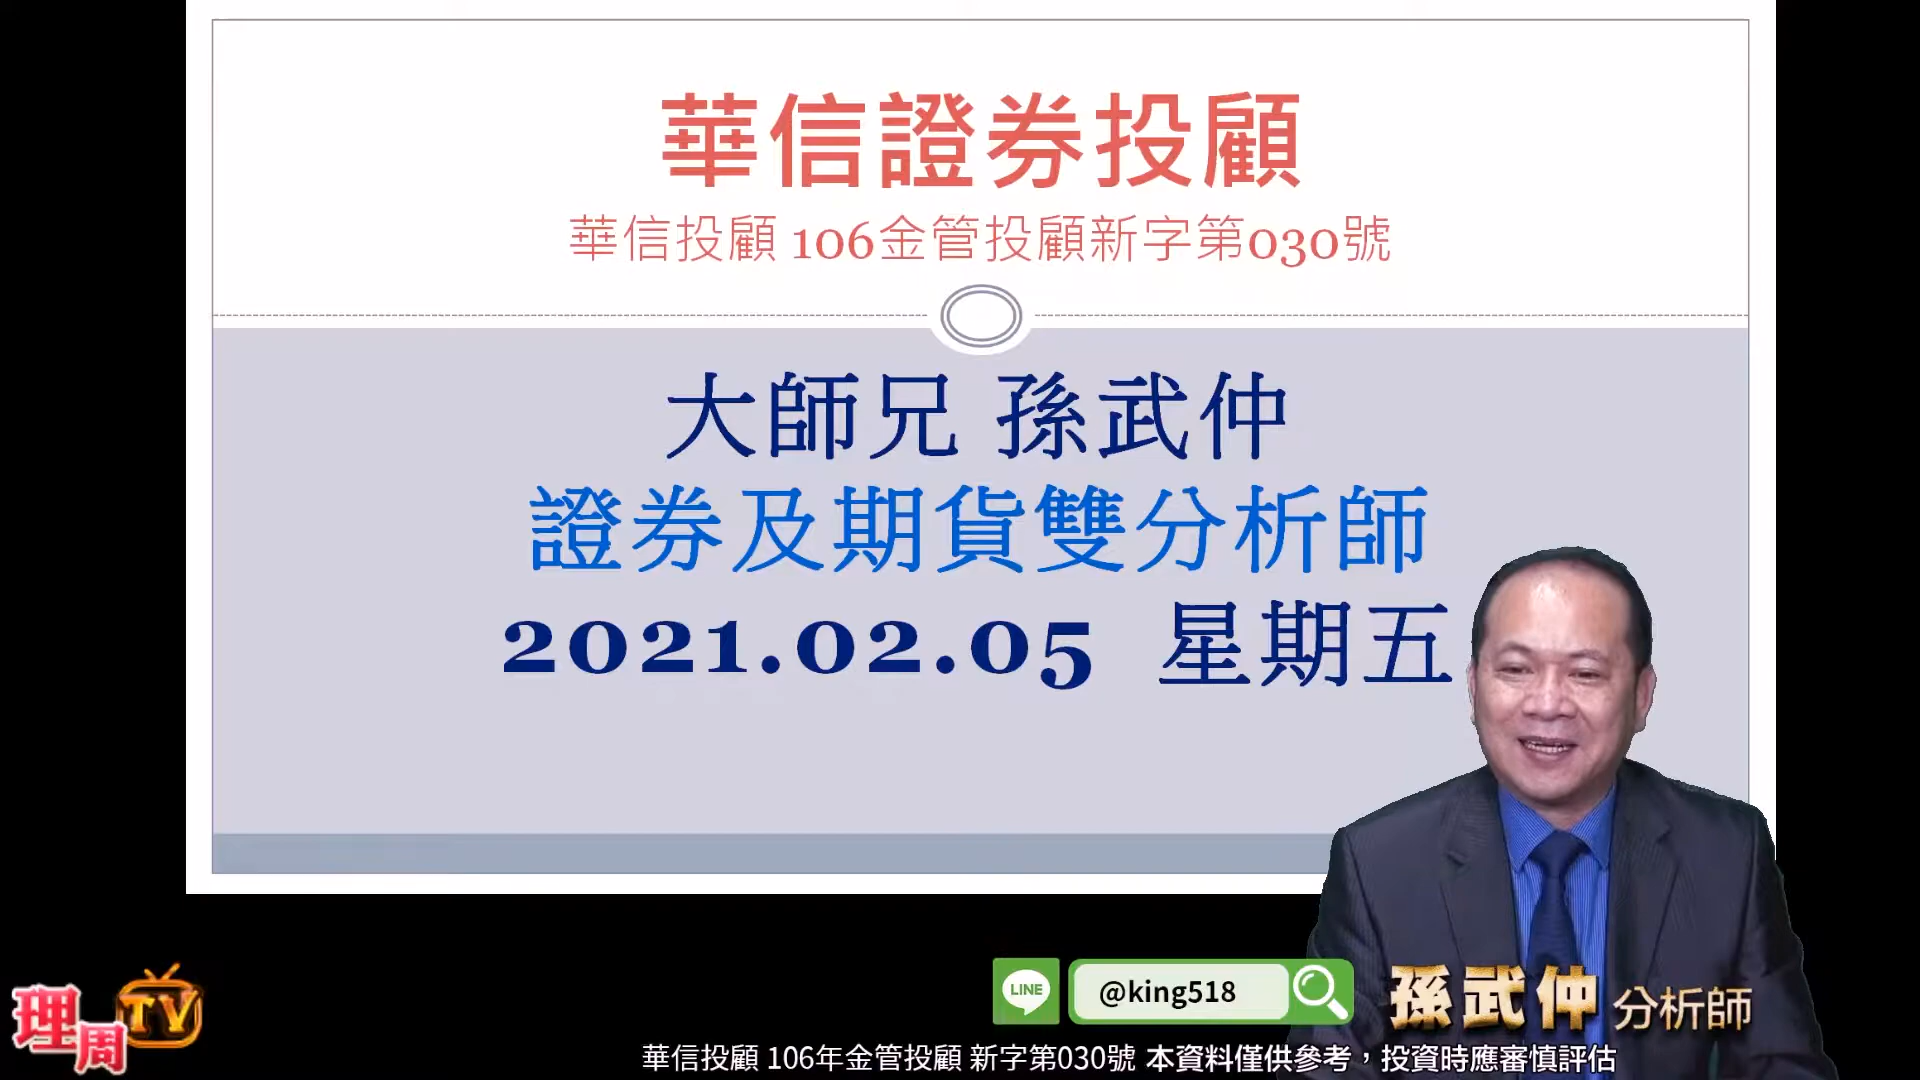 華信證券投顧
華信投顧 106金管投顧新字第030號
大師兄 孫武仲
證券及期貨雙分析師
2021.02.05 星期五
理周TV
LINE
@king518
孫武仲 分析師
華信投顧 106年金管投顧 新字第030號 本資料僅供參考，投資時應審慎評估